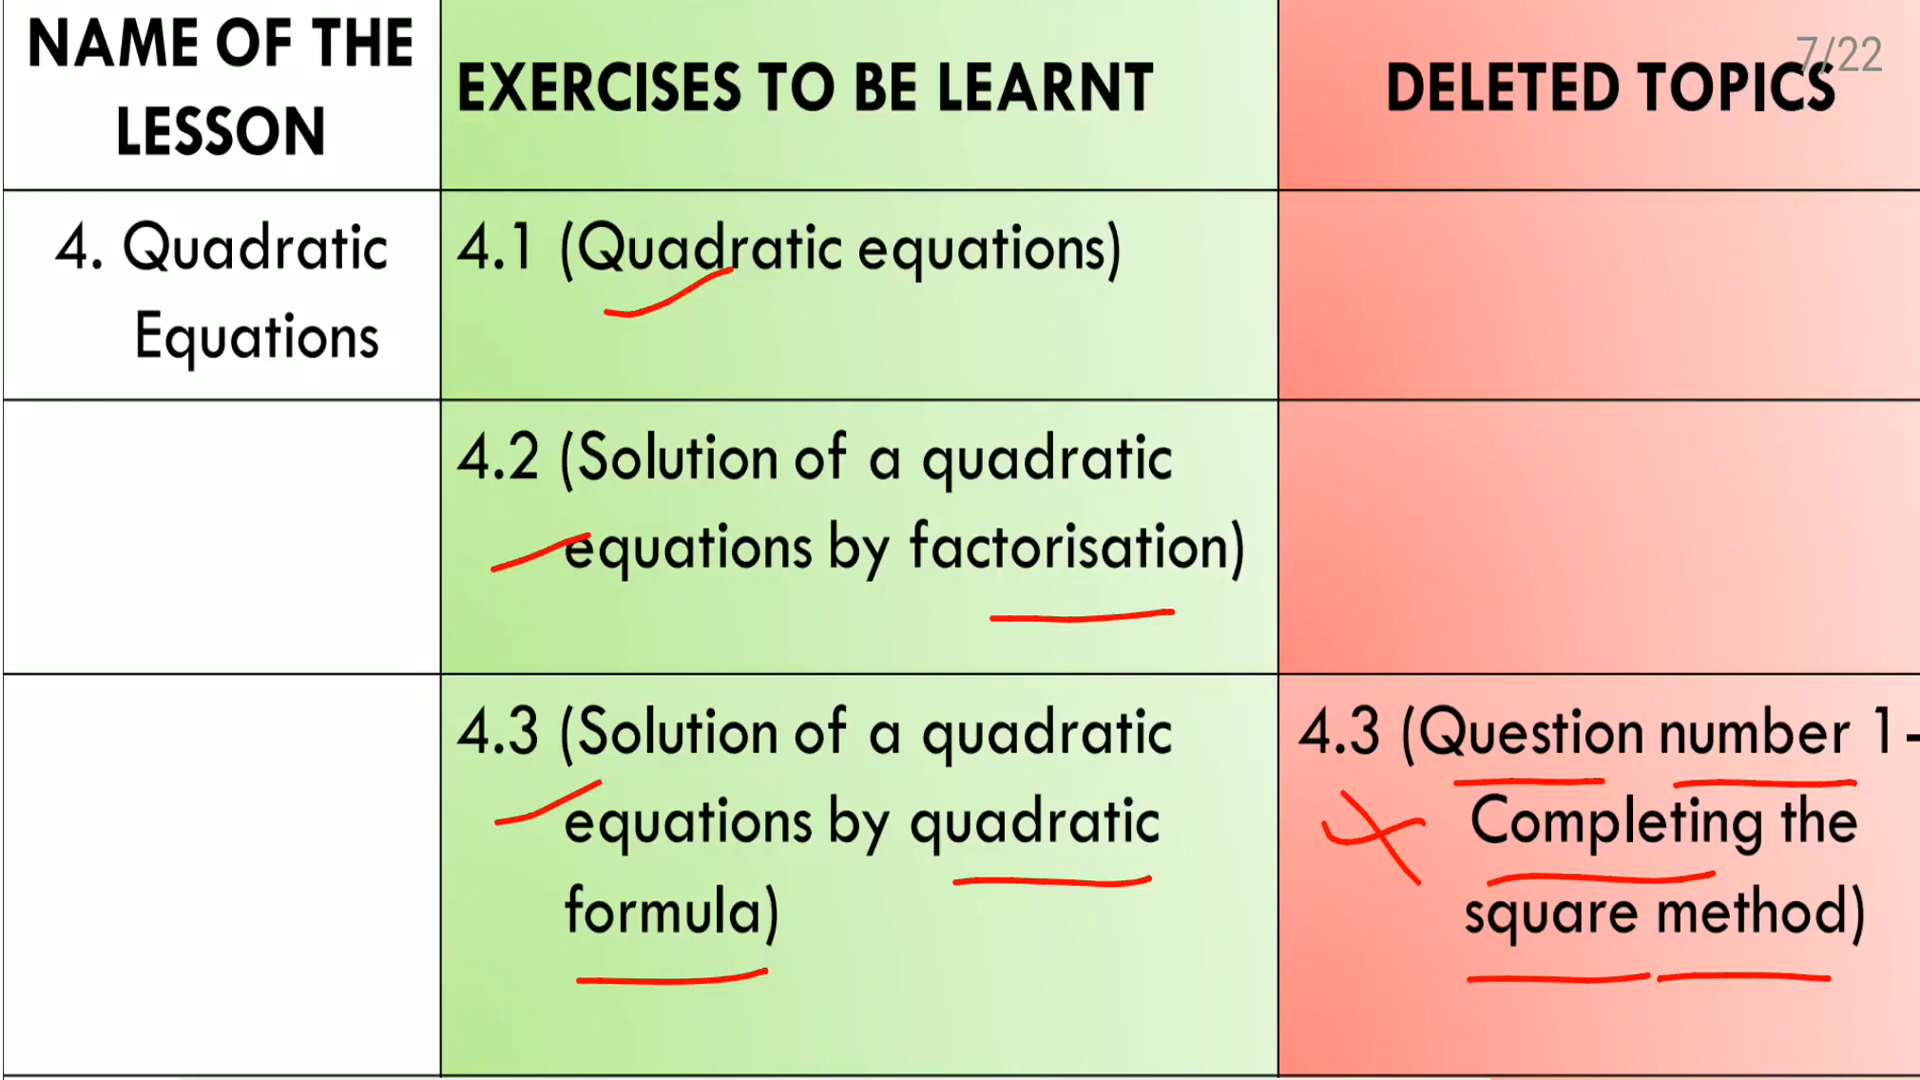 NAME OF THE
LESSON
EXERCISES TO BE LEARNT
7/22
DELETED TOPICS
4. Quadratic
Equations
4.1 (Quadratic equations)
4.2 (Solution of a quadratic
equations by factorisation)
4.3 (Solution of a quadratic
equations by quadratic
formula)
4.3 (Question number 1-
Completing the
square method)